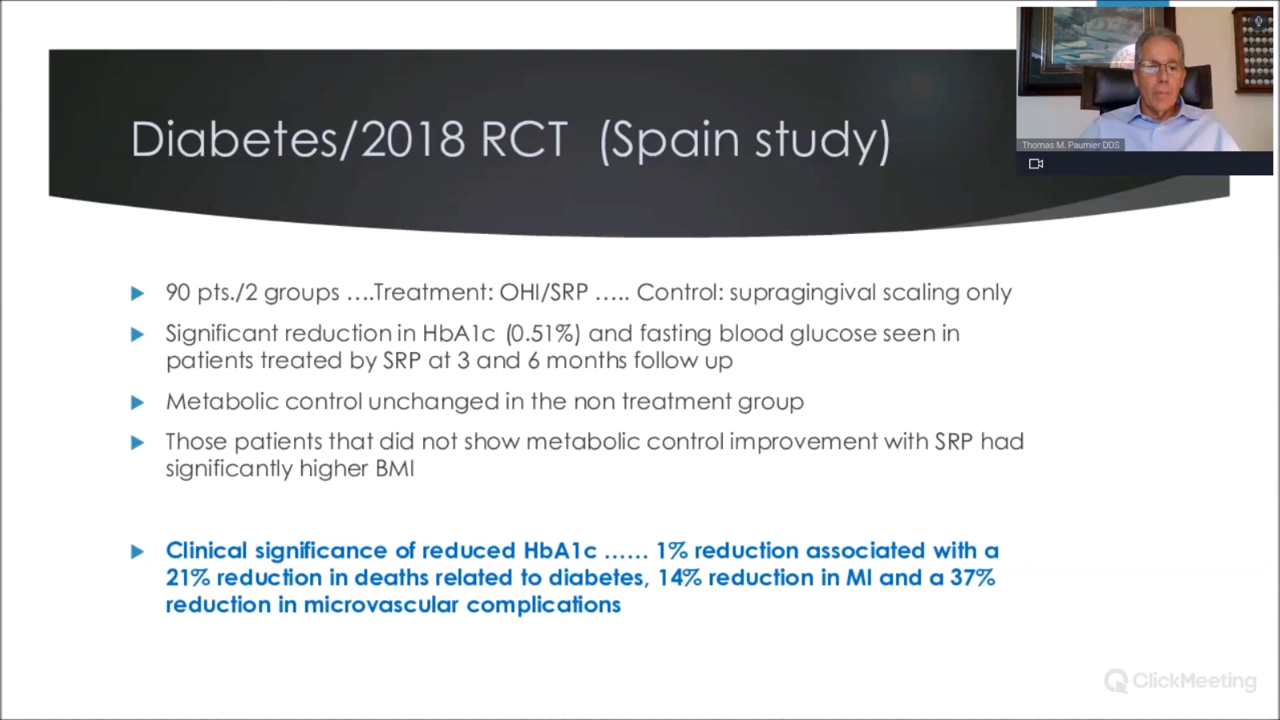 Diabetes/2018 RCT (Spain study)
Thomas M. Paumier DDS
90 pts./2 groups ….Treatment: OHI/SRP ….. Control: supragingival scaling only
Significant reduction in HbA1c (0.51%) and fasting blood glucose seen in
patients treated by SRP at 3 and 6 months follow up
Metabolic control unchanged in the non treatment group
Those patients that did not show metabolic control improvement with SRP had
significantly higher BMI
Clinical significance of reduced HbA1c …… 1% reduction associated with a
21% reduction in deaths related to diabetes, 14% reduction in MI and a 37%
reduction in microvascular complications
ClickMeeting